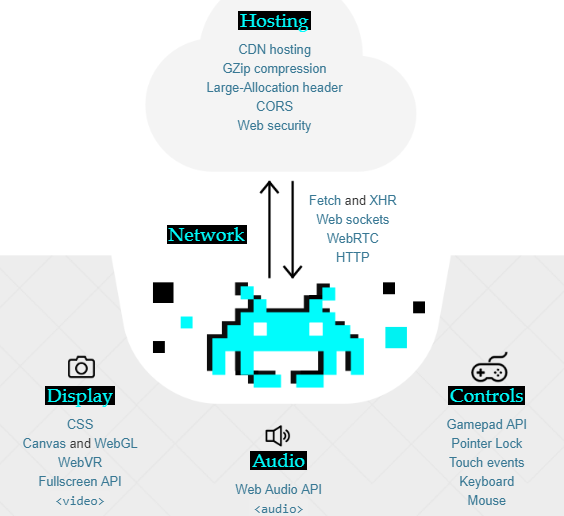 Hosting
CDN hosting
GZip compression
Large-Allocation header
CORS
Web security
Network
Fetch and XHR
Web sockets
WebRTC
HTTP
Display
CSS
Canvas and WebGL
WebVR
Fullscreen API
<video>
Audio
Web Audio API
<audio>
Controls
Gamepad API
Pointer Lock
Touch events
Keyboard
Mouse